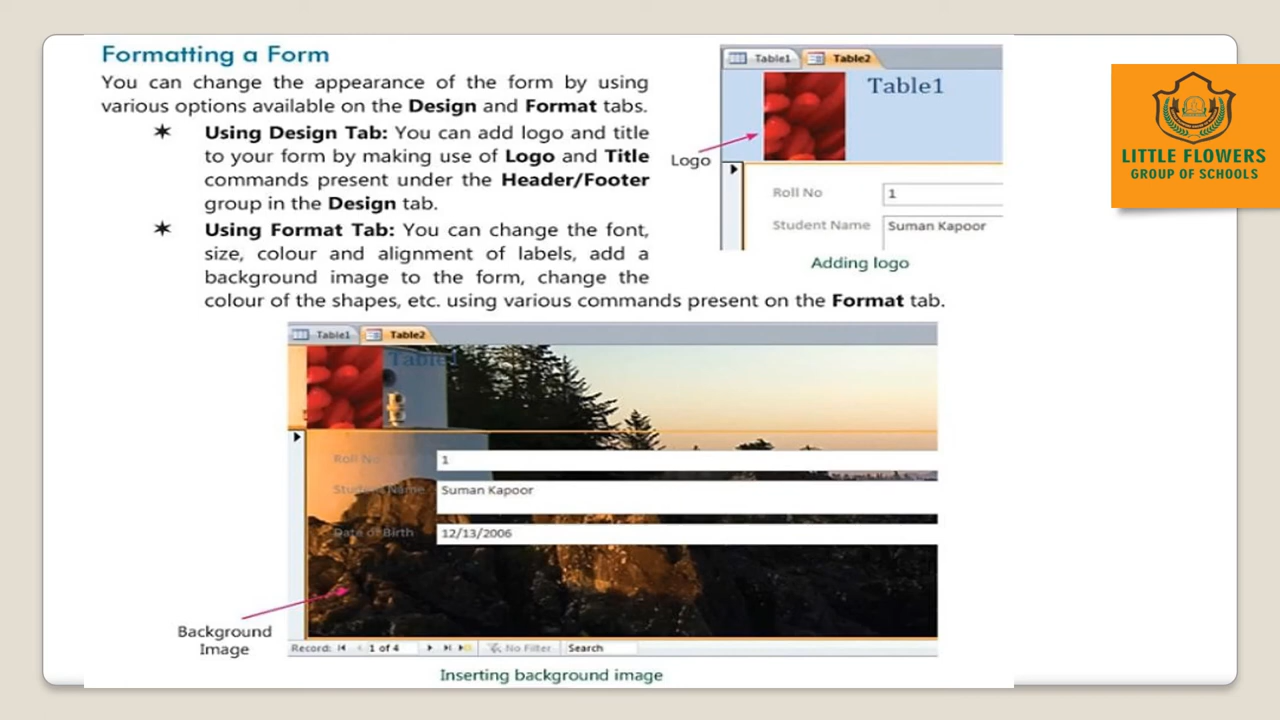 Formatting a Form
You can change the appearance of the form by using
various options available on the Design and Format tabs.
✶ Using Design Tab: You can add logo and title
to your form by making use of Logo and Title
commands present under the Header/Footer
group in the Design tab.
✶ Using Format Tab: You can change the font,
size, colour and alignment of labels, add a
background image to the form, change the
colour of the shapes, etc. using various commands present on the Format tab.
Table1 Table2
Table1
Logo
Roll No 1
Student Name Suman Kapoor
Adding logo
LITTLE FLOWERS
GROUP OF SCHOOLS
Table1 Table2
Table1
Roll No 1
Student Name Suman Kapoor
Date of Birth 12/13/2006
Background
Image
Record: 1 of 4 No Filter Search
Inserting background image